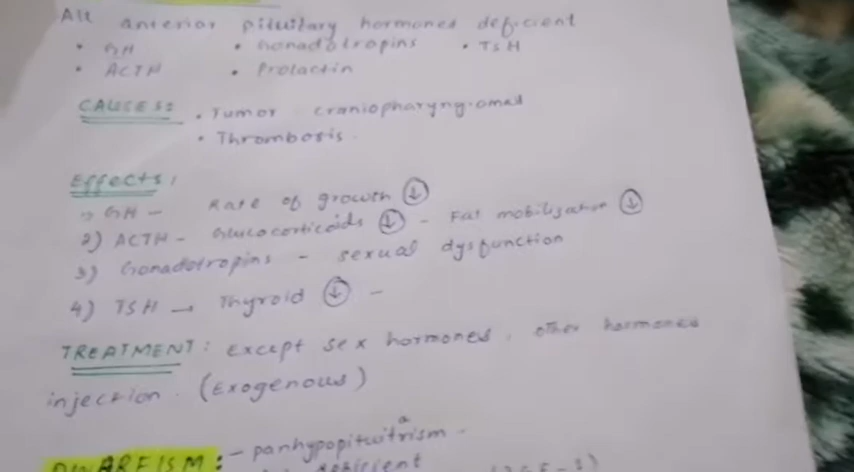 All anterior pituitary hormones deficient
• GH • Gonadotropins • TSH
• ACTH • Prolactin
CAUSES: • Tumor craniopharyngiomas
• Thrombosis
Effects:
1) GH - Rate of growth ↓
2) ACTH - Glucocorticoids ↓ - Fat mobilisation ↓
3) Gonadotropins - sexual dysfunction
4) TSH → Thyroid ↓ -
TREATMENT: except sex hormones, other hormones
injection. (Exogenous)
DWARFISM: - panhypopituitarism -
deficient